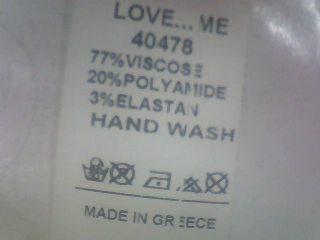 LOVE... ME
40478
77%VISCOSE
20%POLYAMIDE
3%ELASTAN
HAND WASH
MADE IN GREECE